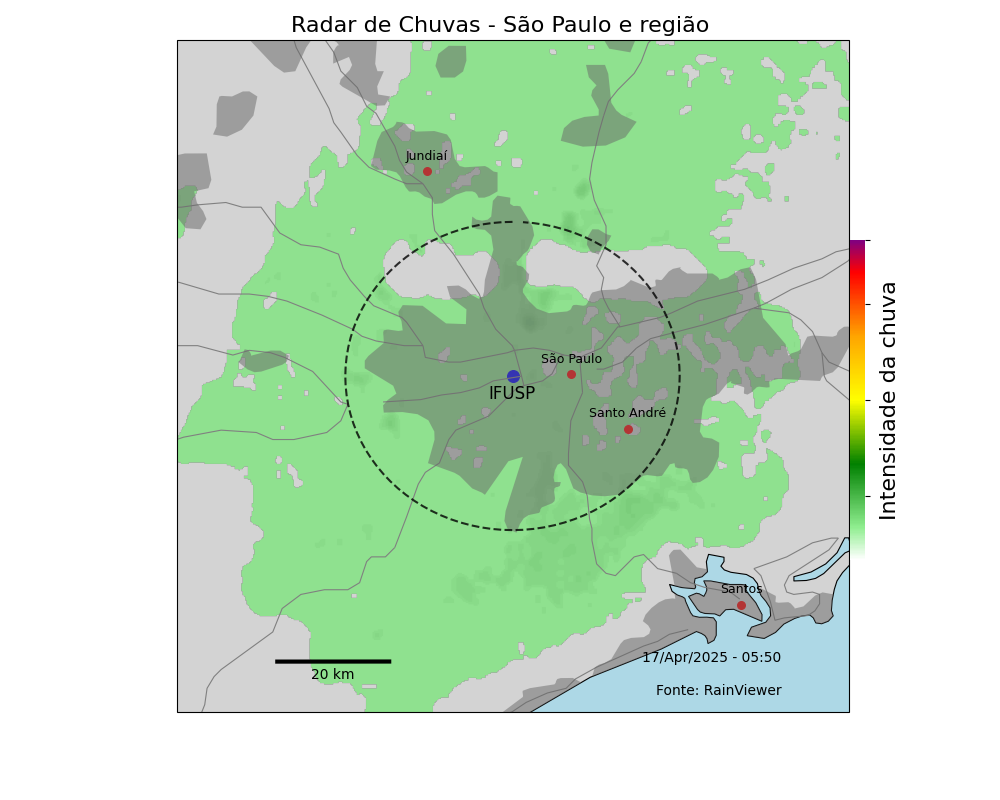 Radar de Chuvas - São Paulo e região
Jundiaí
São Paulo
IFUSP
Santo André
Santos
17/Apr/2025 - 05:50
20 km
Fonte: RainViewer
Intensidade da chuva